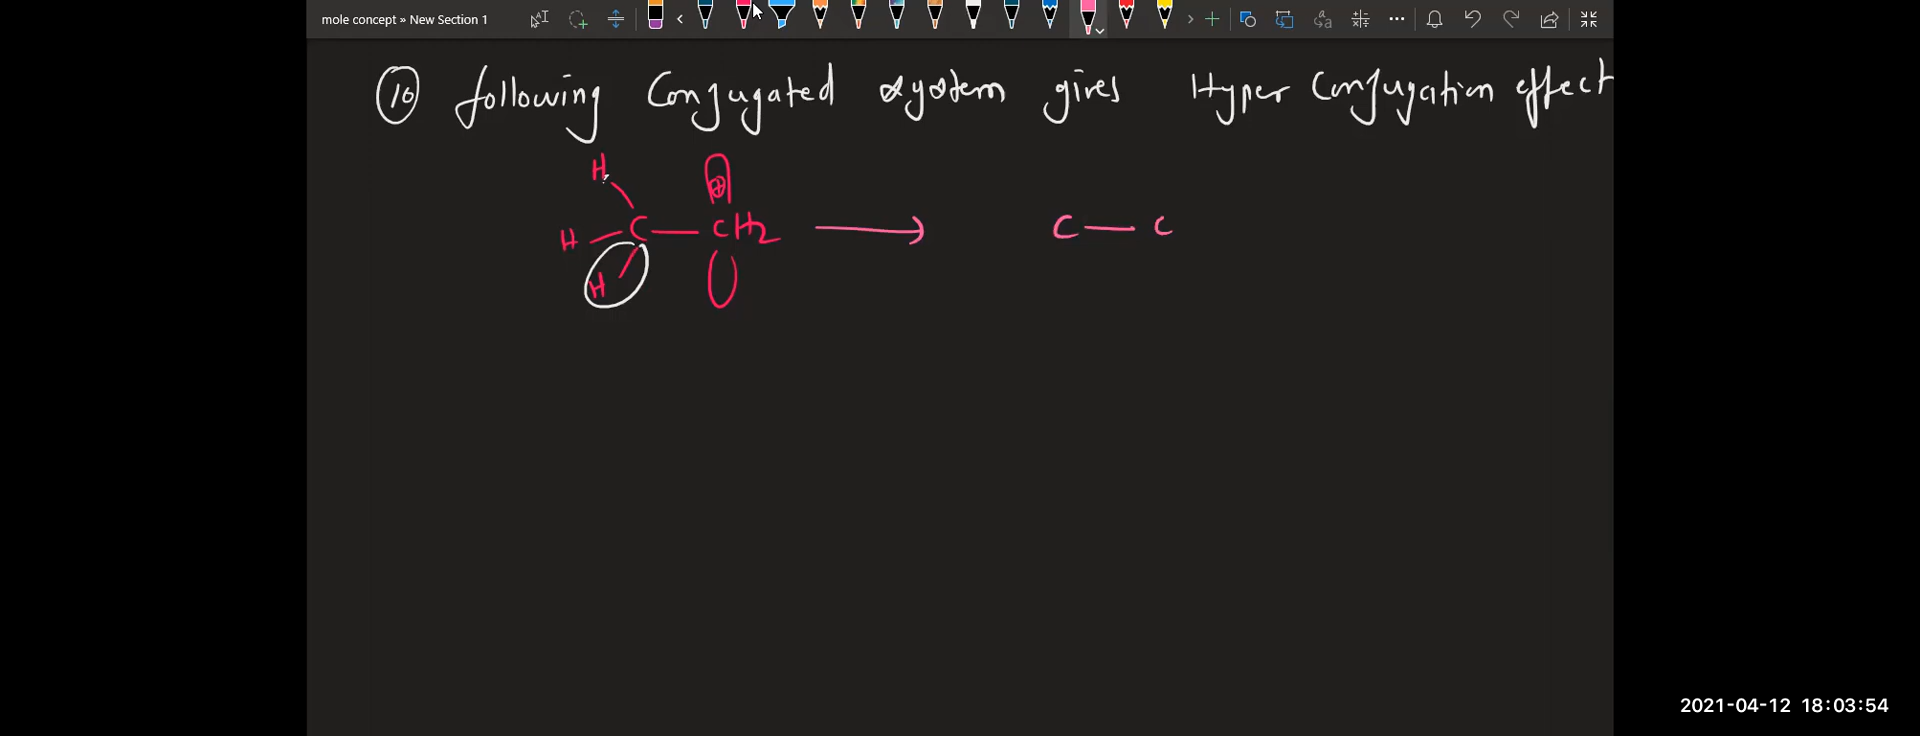 mole concept » New Section 1
10 following Conjugated system gives Hyper Conjugation effect
H
H C CH2 C C
H
2021-04-12 18:03:54